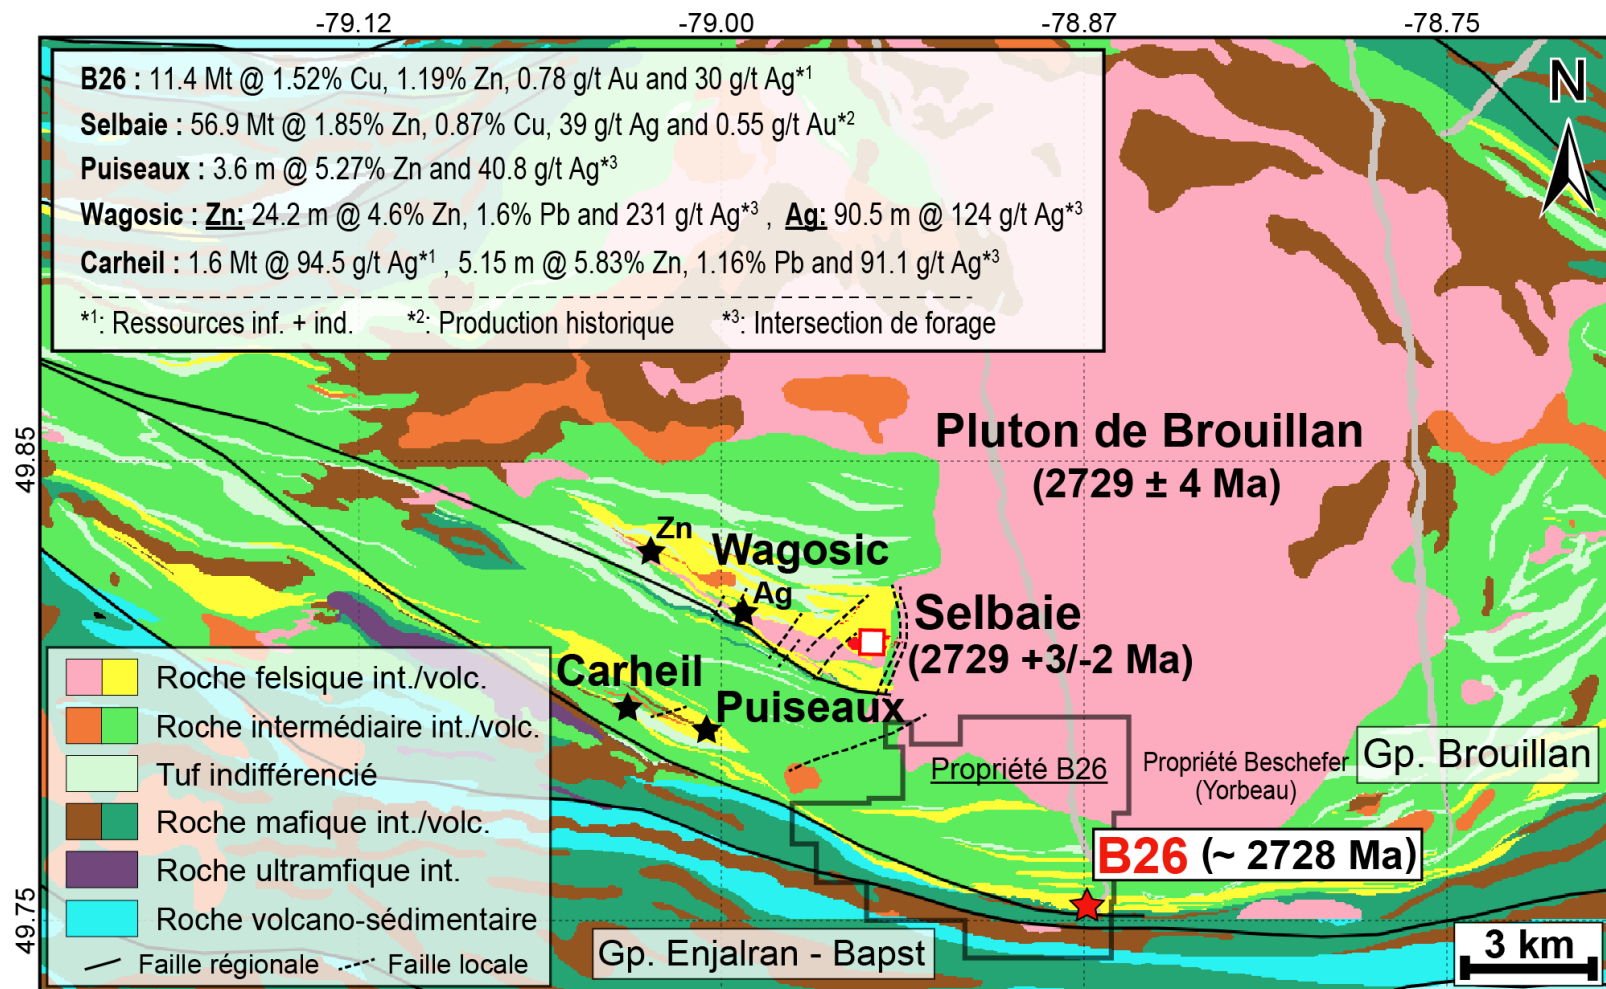 -79.12 -79.00 -78.87 -78.75
B26 : 11.4 Mt @ 1.52% Cu, 1.19% Zn, 0.78 g/t Au and 30 g/t Ag*1
Selbaie : 56.9 Mt @ 1.85% Zn, 0.87% Cu, 39 g/t Ag and 0.55 g/t Au*2
Puiseaux : 3.6 m @ 5.27% Zn and 40.8 g/t Ag*3
Wagosic : Zn: 24.2 m @ 4.6% Zn, 1.6% Pb and 231 g/t Ag*3 , Ag: 90.5 m @ 124 g/t Ag*3
Carheil : 1.6 Mt @ 94.5 g/t Ag*1 , 5.15 m @ 5.83% Zn, 1.16% Pb and 91.1 g/t Ag*3
*1: Ressources inf. + ind. *2: Production historique *3: Intersection de forage
N
49.85
Pluton de Brouillan
(2729 ± 4 Ma)
Zn
Wagosic
Ag
Selbaie
(2729 +3/-2 Ma)
Carheil
Puiseaux
Propriété B26
Propriété Beschefer
(Yorbeau)
Gp. Brouillan
B26 (~ 2728 Ma)
49.75
Gp. Enjalran - Bapst
3 km
Roche felsique int./volc.
Roche intermédiaire int./volc.
Tuf indifférencié
Roche mafique int./volc.
Roche ultramfique int.
Roche volcano-sédimentaire
Faille régionale Faille locale